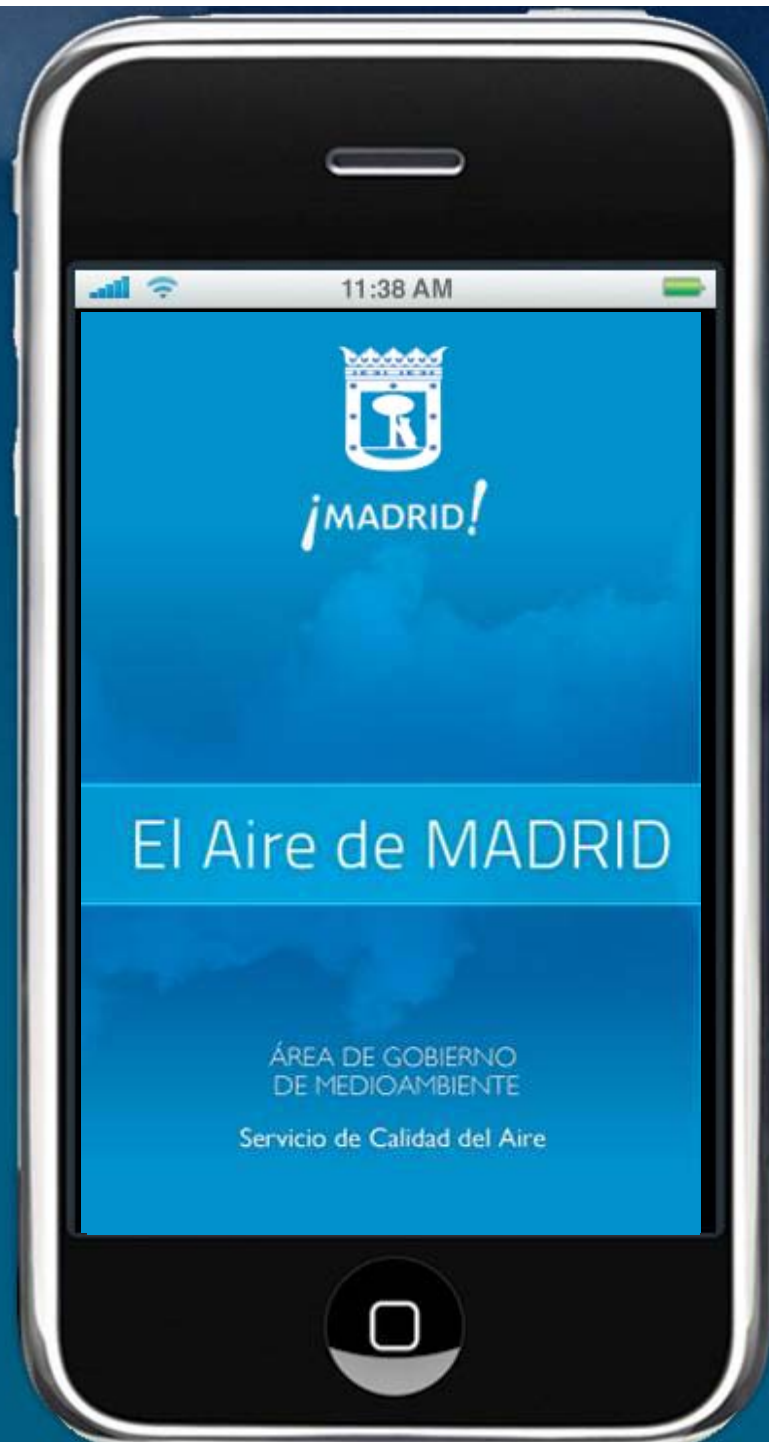 11:38 AM
¡MADRID!
El Aire de MADRID
ÁREA DE GOBIERNO
DE MEDIOAMBIENTE
Servicio de Calidad del Aire